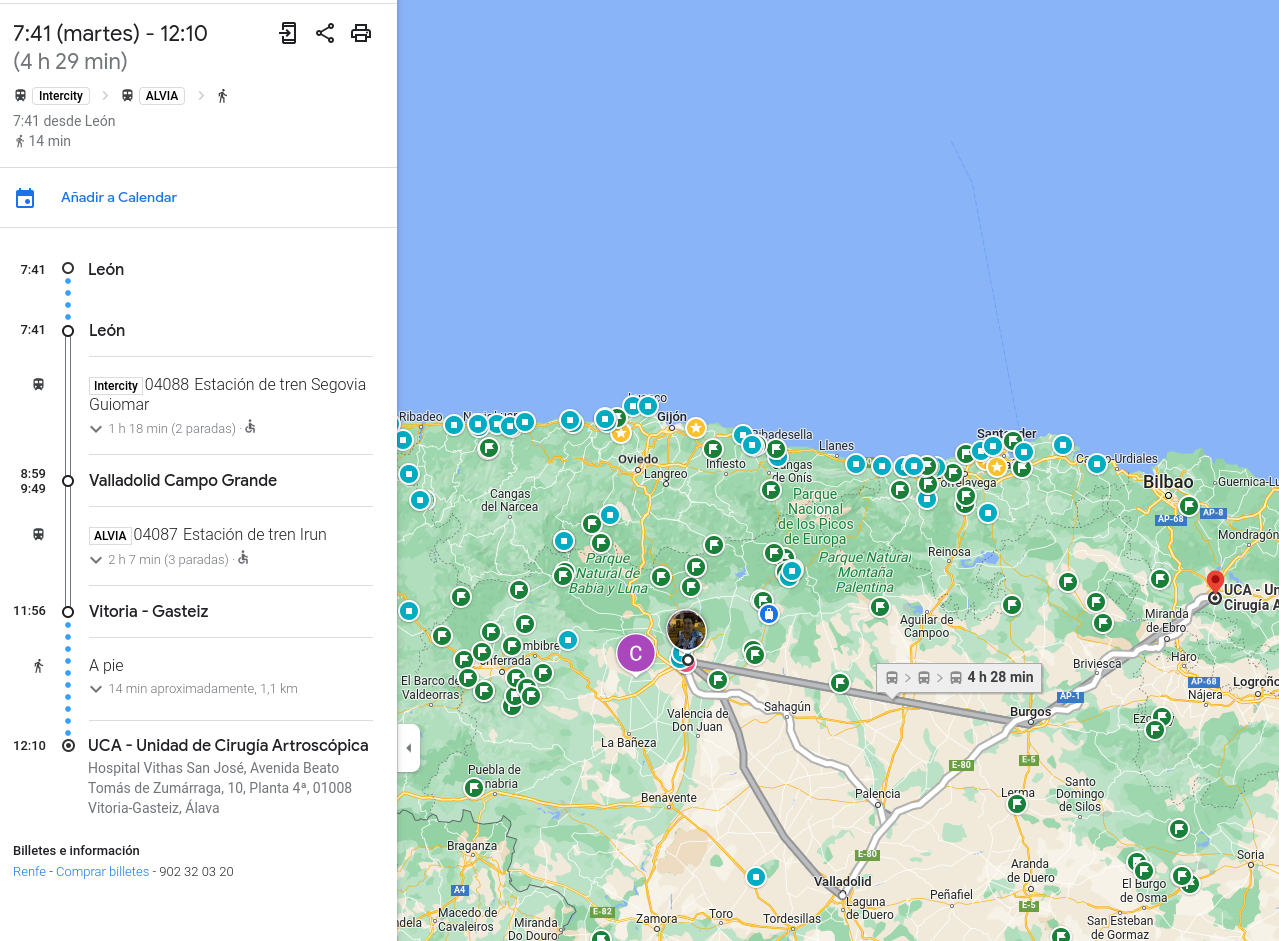 7:41 (martes) - 12:10
(4 h 29 min)
Intercity
ALVIA
7:41 desde León
14 min
Añadir a Calendar
7:41
León
7:41
León
Intercity 04088 Estación de tren Segovia
Guiomar
1 h 18 min (2 paradas) ·
8:59
9:49
Valladolid Campo Grande
ALVIA 04087 Estación de tren Irun
2 h 7 min (3 paradas) ·
11:56
Vitoria - Gasteiz
A pie
14 min aproximadamente, 1,1 km
12:10
UCA - Unidad de Cirugía Artroscópica
Hospital Vithas San José, Avenida Beato
Tomás de Zumárraga, 10, Planta 4ª, 01008
Vitoria-Gasteiz, Álava
Billetes e información
Renfe - Comprar billetes - 902 32 03 20
Ribadeo
Gijón
Oviedo
Langreo
Infiesto
Ribadesella
Llanes
Cangas
de Onís
Santander
Bilbao
Guernica-Lu
AP-8
AP-68
Mondragón
Cangas
del Narcea
Parque
Nacional
de los Picos
de Europa
Parque
Natural de
Babia y Luna
Parque Natural
Montaña
Palentina
Reinosa
Aguilar de
Campoo
UCA - Un
Cirugía A
Miranda
de Ebro
Haro
Briviesca
AP-68
Logroño
Nájera
AP-1
Burgos
4 h 28 min
C
El Barco de
Valdeorras
Sahagún
Valencia de
Don Juan
La Bañeza
Puebla de
Benavente
E-80
E-5
Palencia
Lerma
Santo
Domingo
de Silos
Braganza
A4
E-80
Valladolid
Laguna
de Duero
Peñafiel
Aranda
de Duero
E-5
El Burgo
de Osma
Soria
San Esteban
de Gormaz
Macedo de
Cavaleiros
Miranda
Do Douro
E-82
Zamora
Toro
Tordesillas